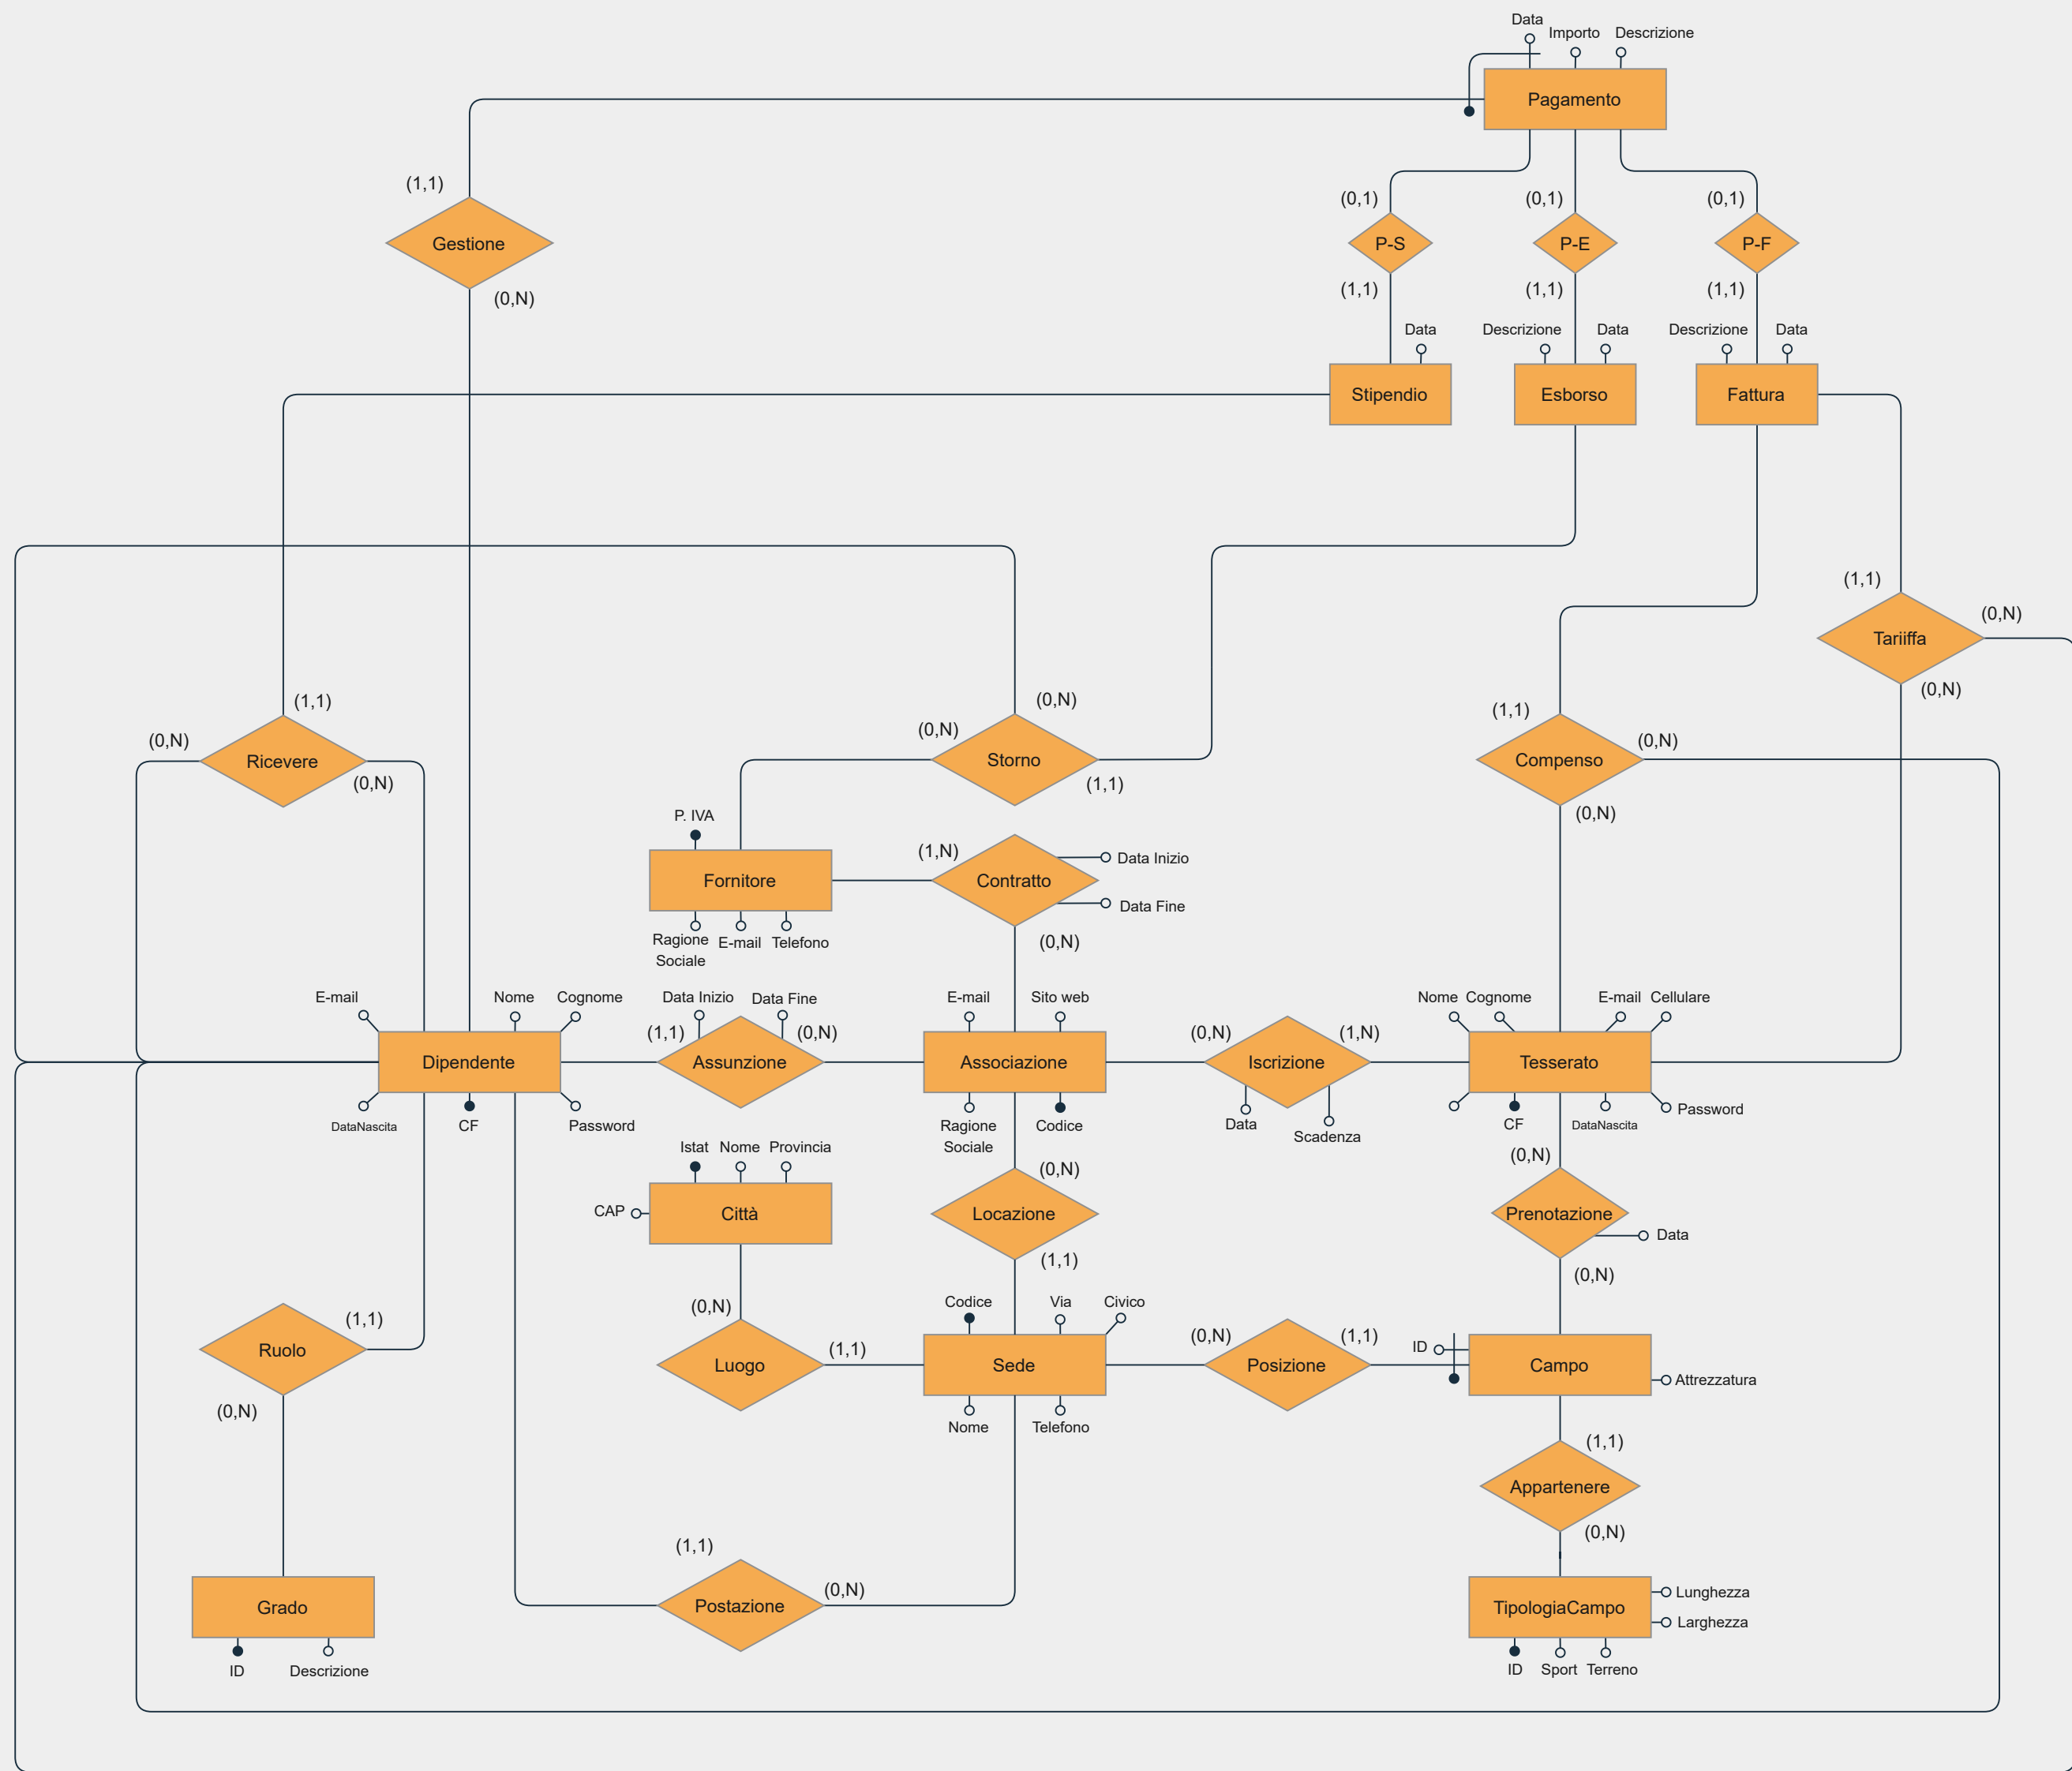 Data
Importo
Descrizione
Pagamento
(1,1)
(0,1)
(0,1)
(0,1)
Gestione
P-S
P-E
P-F
(0,N)
(1,1)
(1,1)
(1,1)
Data
Descrizione
Data
Descrizione
Data
Stipendio
Esborso
Fattura
(1,1)
(0,N)
Tariiffa
(0,N)
(1,1)
(0,N)
(0,N)
(1,1)
(0,N)
(0,N)
Ricevere
(0,N)
Storno
(1,1)
Compenso
(0,N)
P. IVA
(1,N)
Data Inizio
Fornitore
Contratto
Data Fine
Ragione
Sociale
E-mail
Telefono
(0,N)
E-mail
Nome
Cognome
Data Inizio
Data Fine
E-mail
Sito web
Nome
Cognome
E-mail
Cellulare
(1,1)
(0,N)
(0,N)
(1,N)
Dipendente
Assunzione
Associazione
Iscrizione
Tesserato
DataNascita
CF
Password
Ragione
Sociale
Codice
Data
Scadenza
CF
DataNascita
Password
Istat
Nome
Provincia
(0,N)
(0,N)
CAP
Città
Locazione
Prenotazione
Data
(1,1)
(0,N)
(0,N)
Codice
Via
Civico
(1,1)
Ruolo
(1,1)
(0,N)
(1,1)
ID
Luogo
Sede
Posizione
Campo
Attrezzatura
(0,N)
Nome
Telefono
(1,1)
Appartenere
(0,N)
(1,1)
(0,N)
Grado
Postazione
TipologiaCampo
Lunghezza
Larghezza
ID
Descrizione
ID
Sport
Terreno